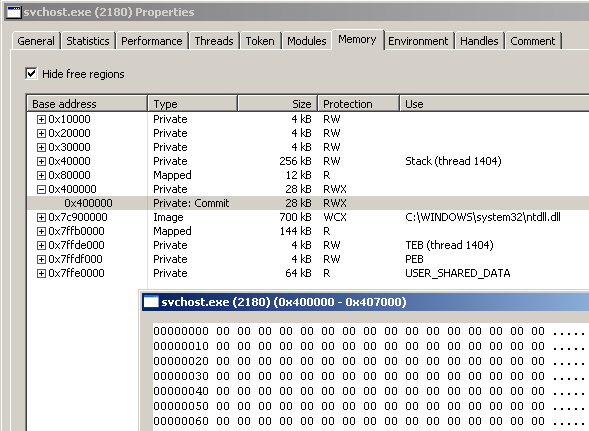 svchost.exe (2180) Properties
General Statistics Performance Threads Token Modules Memory Environment Handles Comment
Hide free regions
Base address Type Size Protection Use
0x10000 Private 4 kB RW
0x20000 Private 4 kB RW
0x30000 Private 4 kB RW
0x40000 Private 256 kB RW Stack (thread 1404)
0x80000 Mapped 12 kB R
0x400000 Private 28 kB RWX
0x400000 Private: Commit 28 kB RWX
0x7c900000 Image 700 kB WCX C:\WINDOWS\system32\ntdll.dll
0x7ffb0000 Mapped 144 kB R
0x7ffde000 Private 4 kB RW TEB (thread 1404)
0x7ffdf000 Private 4 kB RW PEB
0x7ffe0000 Private 64 kB R USER_SHARED_DATA
svchost.exe (2180) (0x400000 - 0x407000)
00000000 00 00 00 00 00 00 00 00 00 00 00 00 00 00 00 00 .....
00000010 00 00 00 00 00 00 00 00 00 00 00 00 00 00 00 00 .....
00000020 00 00 00 00 00 00 00 00 00 00 00 00 00 00 00 00 .....
00000030 00 00 00 00 00 00 00 00 00 00 00 00 00 00 00 00 .....
00000040 00 00 00 00 00 00 00 00 00 00 00 00 00 00 00 00 .....
00000050 00 00 00 00 00 00 00 00 00 00 00 00 00 00 00 00 .....
00000060 00 00 00 00 00 00 00 00 00 00 00 00 00 00 00 00 .....